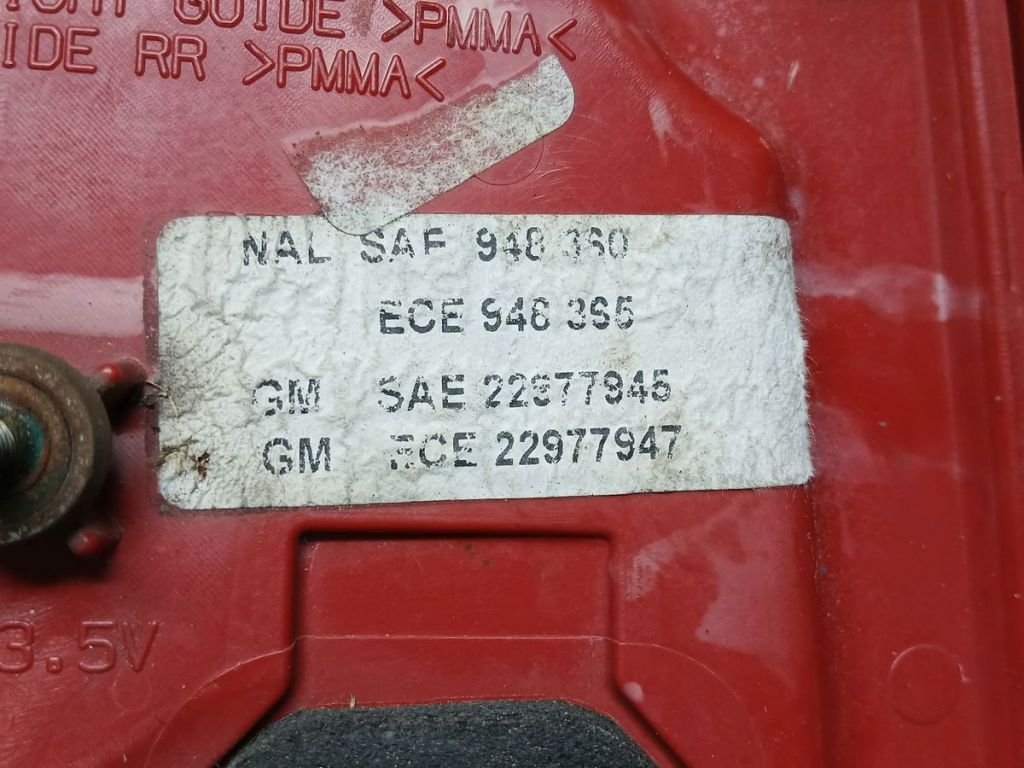 GUIDE >PMMA<
RR >PMMA<
NAL SAE 948 360
ECE 948 365
GM SAE 22977945
GM ECE 22977947
3.5V